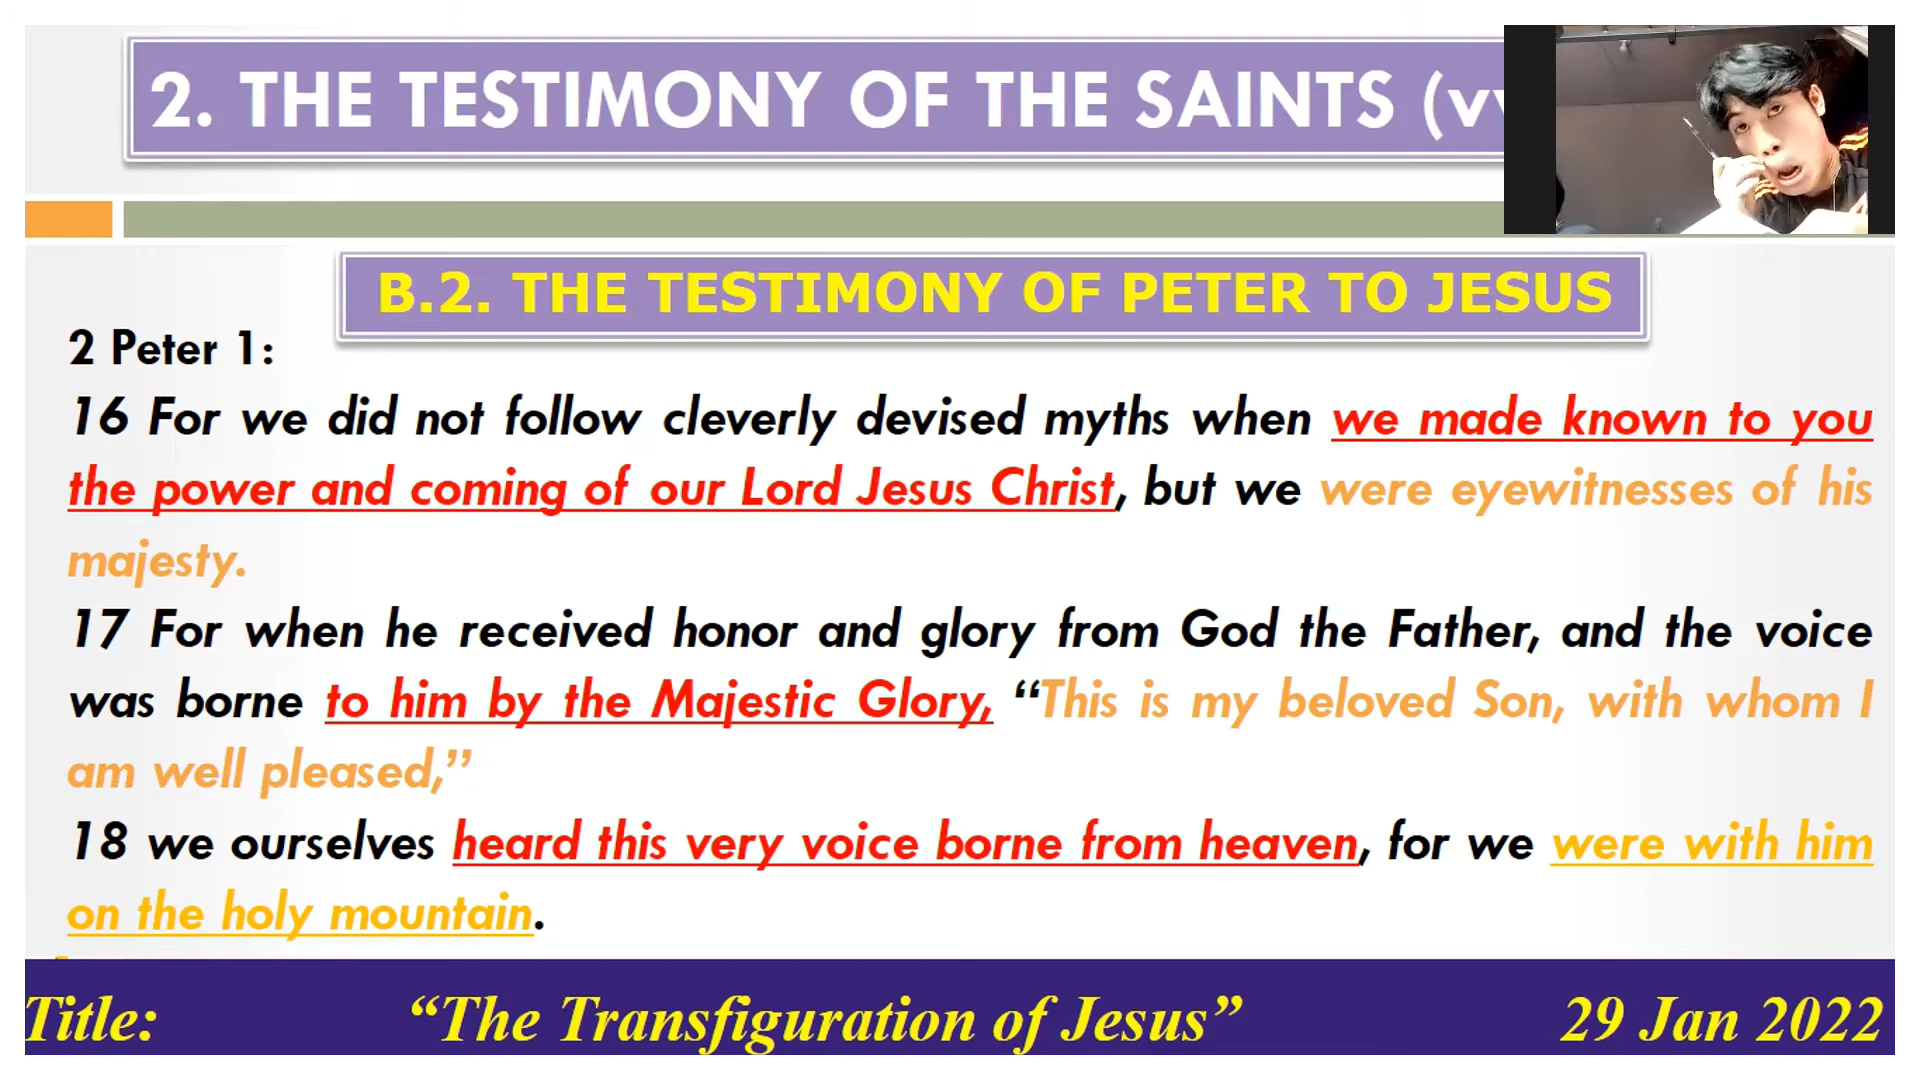 2. THE TESTIMONY OF THE SAINTS (vv
B.2. THE TESTIMONY OF PETER TO JESUS
2 Peter 1:
16 For we did not follow cleverly devised myths when we made known to you
the power and coming of our Lord Jesus Christ, but we were eyewitnesses of his
majesty.
17 For when he received honor and glory from God the Father, and the voice
was borne to him by the Majestic Glory, “This is my beloved Son, with whom I
am well pleased,”
18 we ourselves heard this very voice borne from heaven, for we were with him
on the holy mountain.
Title: “The Transfiguration of Jesus” 29 Jan 2022